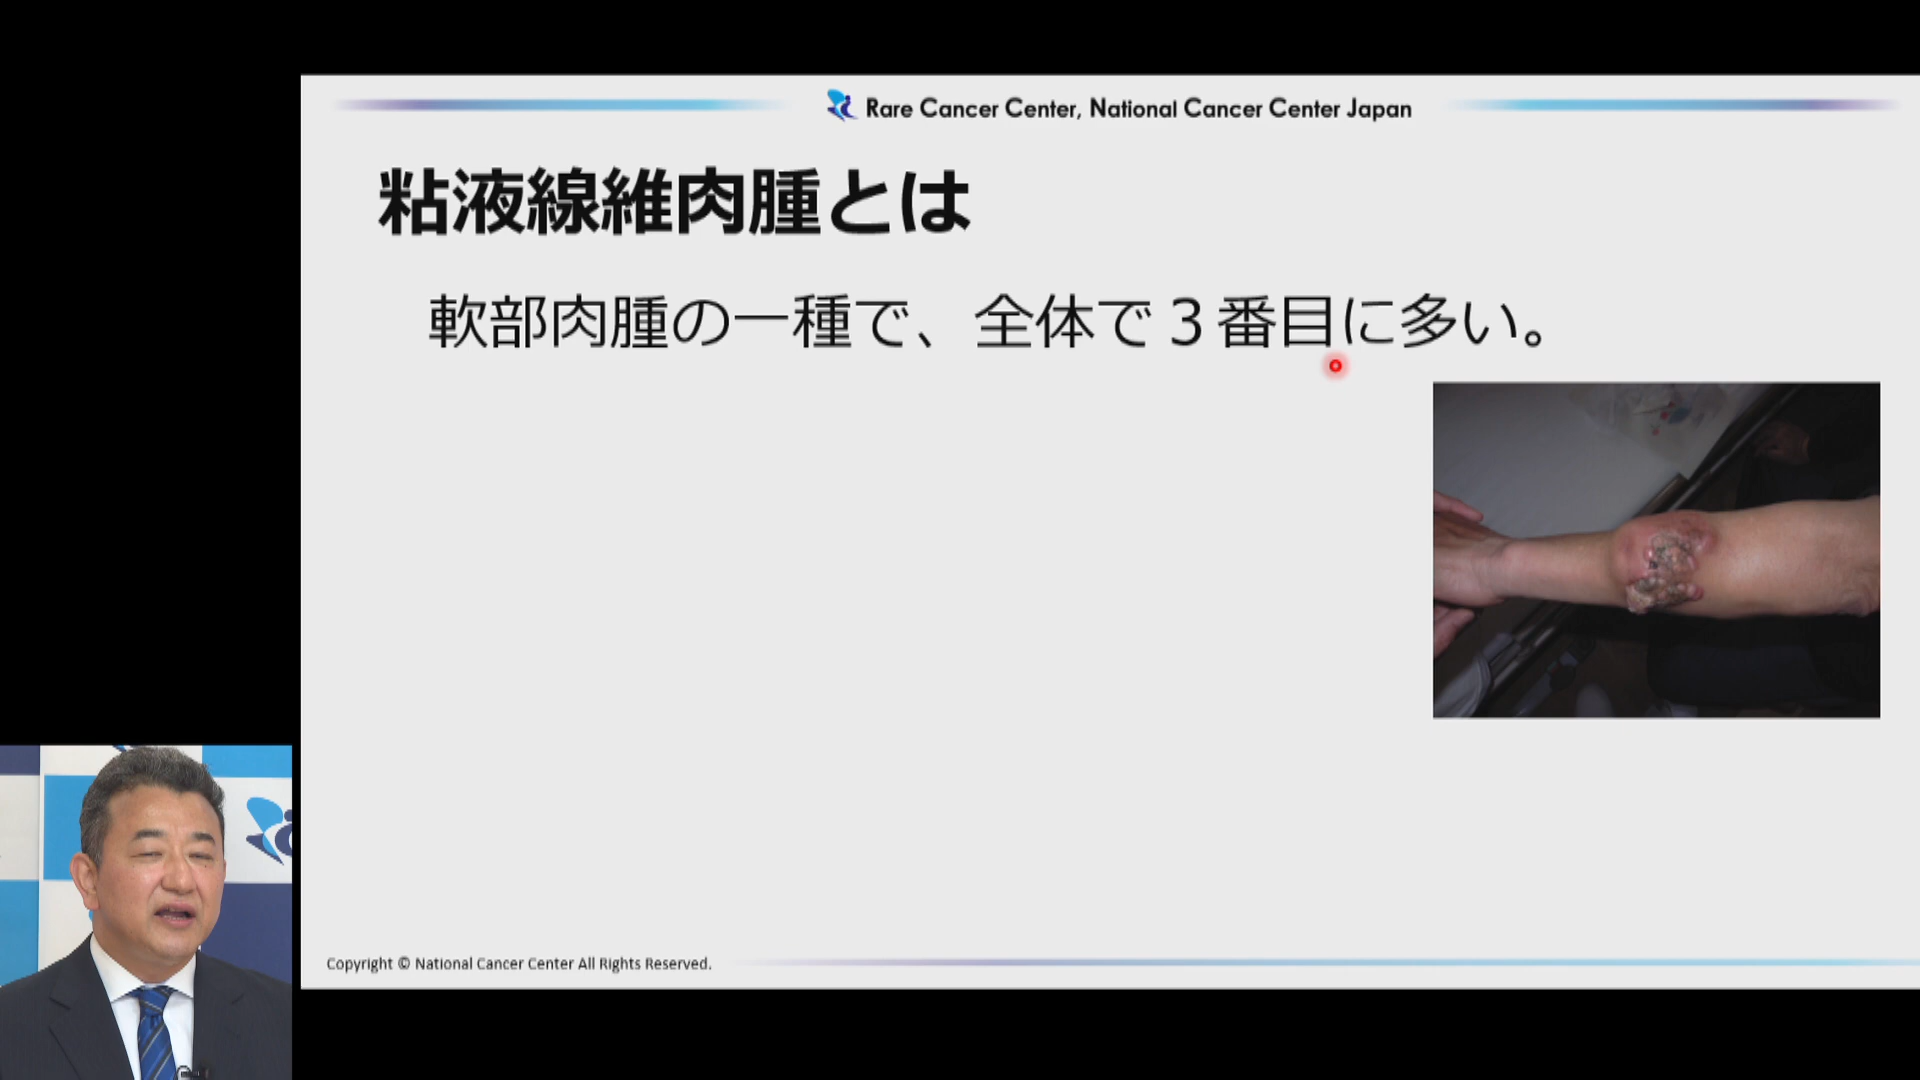 Rare Cancer Center, National Cancer Center Japan
粘液線維肉腫とは
軟部肉腫の一種で、全体で３番目に多い。
Copyright © National Cancer Center All Rights Reserved.